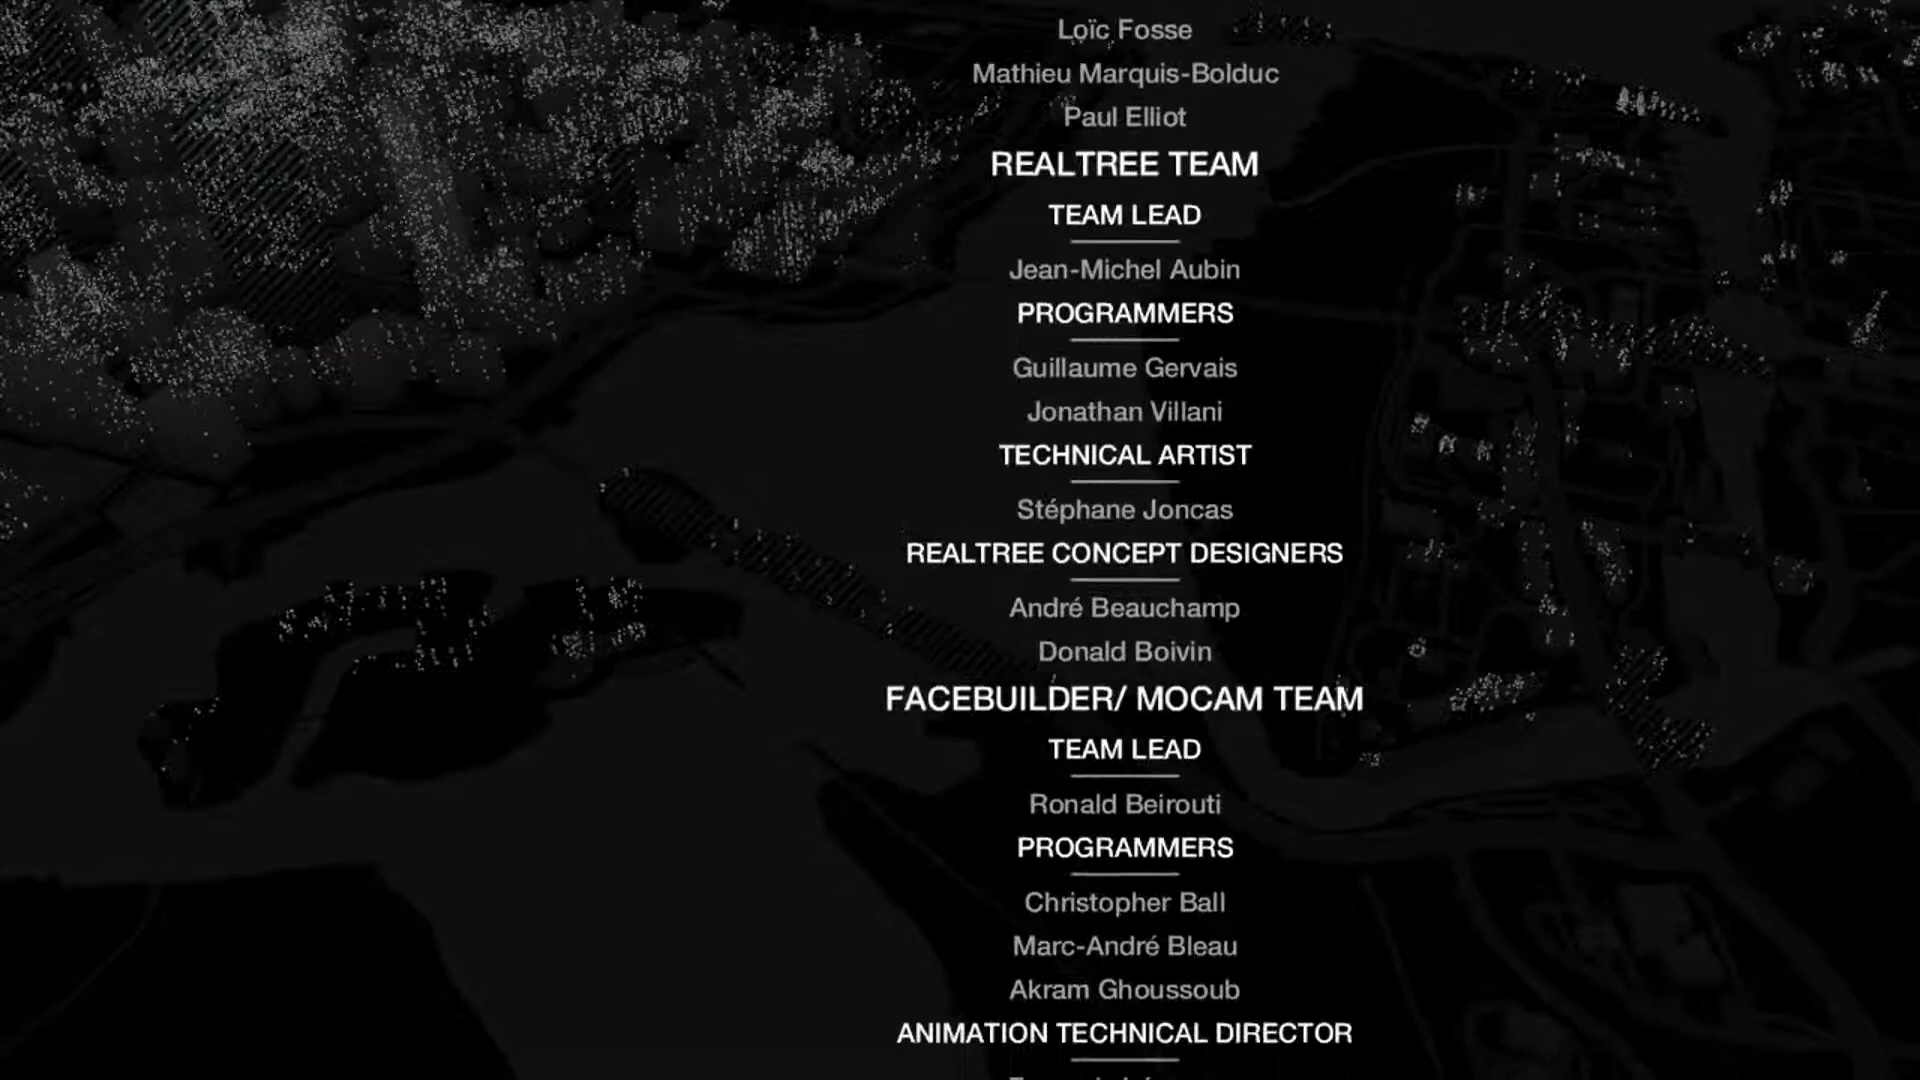 Loïc Fosse
Mathieu Marquis-Bolduc
Paul Elliot
REALTREE TEAM
TEAM LEAD
Jean-Michel Aubin
PROGRAMMERS
Guillaume Gervais
Jonathan Villani
TECHNICAL ARTIST
Stéphane Joncas
REALTREE CONCEPT DESIGNERS
André Beauchamp
Donald Boivin
FACEBUILDER/ MOCAM TEAM
TEAM LEAD
Ronald Beirouti
PROGRAMMERS
Christopher Ball
Marc-André Bleau
Akram Ghoussoub
ANIMATION TECHNICAL DIRECTOR